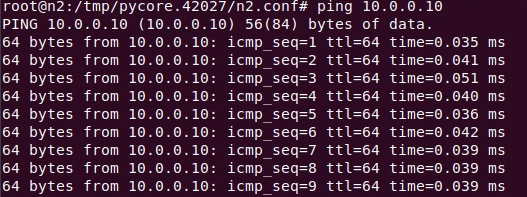 root@n2:/tmp/pycore.42027/n2.conf# ping 10.0.0.10
PING 10.0.0.10 (10.0.0.10) 56(84) bytes of data.
64 bytes from 10.0.0.10: icmp_seq=1 ttl=64 time=0.035 ms
64 bytes from 10.0.0.10: icmp_seq=2 ttl=64 time=0.041 ms
64 bytes from 10.0.0.10: icmp_seq=3 ttl=64 time=0.051 ms
64 bytes from 10.0.0.10: icmp_seq=4 ttl=64 time=0.040 ms
64 bytes from 10.0.0.10: icmp_seq=5 ttl=64 time=0.036 ms
64 bytes from 10.0.0.10: icmp_seq=6 ttl=64 time=0.042 ms
64 bytes from 10.0.0.10: icmp_seq=7 ttl=64 time=0.039 ms
64 bytes from 10.0.0.10: icmp_seq=8 ttl=64 time=0.039 ms
64 bytes from 10.0.0.10: icmp_seq=9 ttl=64 time=0.039 ms